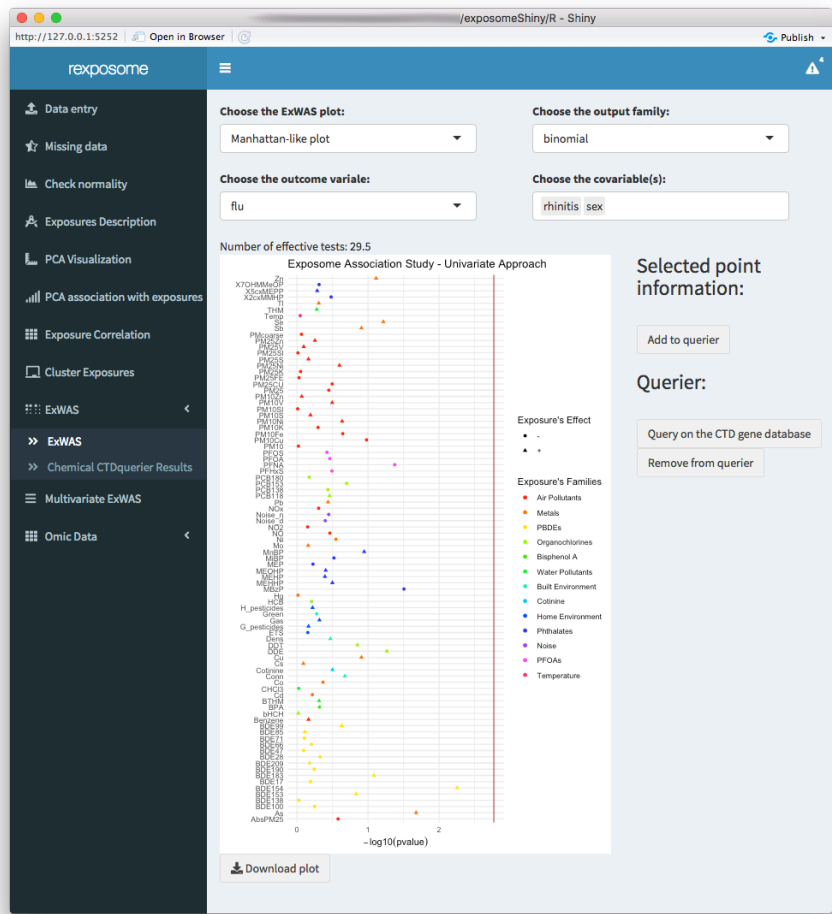 /exposomeShiny/R - Shiny
http://127.0.0.1:5252 Open in Browser Publish
rexposome 4
Data entry
Missing data
Check normality
Exposures Description
PCA Visualization
PCA association with exposures
Exposure Correlation
Cluster Exposures
ExWAS
ExWAS
Chemical CTDquerier Results
Multivariate ExWAS
Omic Data
Choose the ExWAS plot: Choose the output family:
Manhattan-like plot binomial
Choose the outcome variale: Choose the covariable(s):
flu rhinitis sex
Number of effective tests: 29.5
Exposome Association Study - Univariate Approach
Zn
X7OHMMeOP
X5cxMEPP
X2cxMMHP
Tl
THM
Temp
Se
Sb
PMcoarse
PM25Zn
PM25V
PM25Si
PM25S
PM25Ni
PM25K
PM25FE
PM25CU
PM25
PM10Zn
PM10V
PM10SI
PM10S
PM10Ni
PM10K
PM10Fe
PM10Cu
PM10
PFOS
PFOA
PFNA
PFHxS
PCB180
PCB153
PCB138
PCB118
Pb
NOx
Noise_n
Noise_d
NO2
NO
Ni
Mo
MnBP
MiBP
MEP
MEOHP
MEHP
MEHHP
MBzP
Hg
HCB
H_pesticides
Green
Gas
G_pesticides
ETS
Dens
DDT
DDE
Cu
Cs
Cotinine
Conn
Co
CHCl3
Cd
BTHM
BPA
bHCH
Benzene
BDE99
BDE85
BDE71
BDE66
BDE47
BDE28
BDE209
BDE190
BDE183
BDE17
BDE154
BDE153
BDE138
BDE100
As
AbsPM25
0 1 2
−log10(pvalue)
Exposure's Effect
-
+
Exposure's Families
Air Pollutants
Metals
PBDEs
Organochlorines
Bisphenol A
Water Pollutants
Built Environment
Cotinine
Home Environment
Phthalates
Noise
PFOAs
Temperature
Download plot
Selected point
information:
Add to querier
Querier:
Query on the CTD gene database
Remove from querier